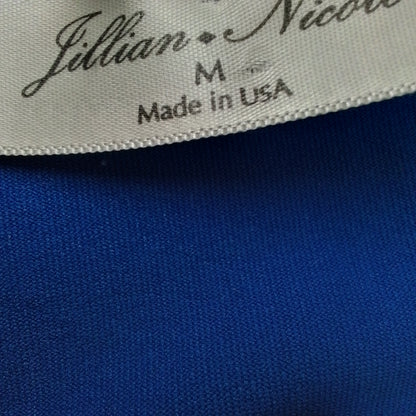 Jillian • Nicole
M
Made in USA